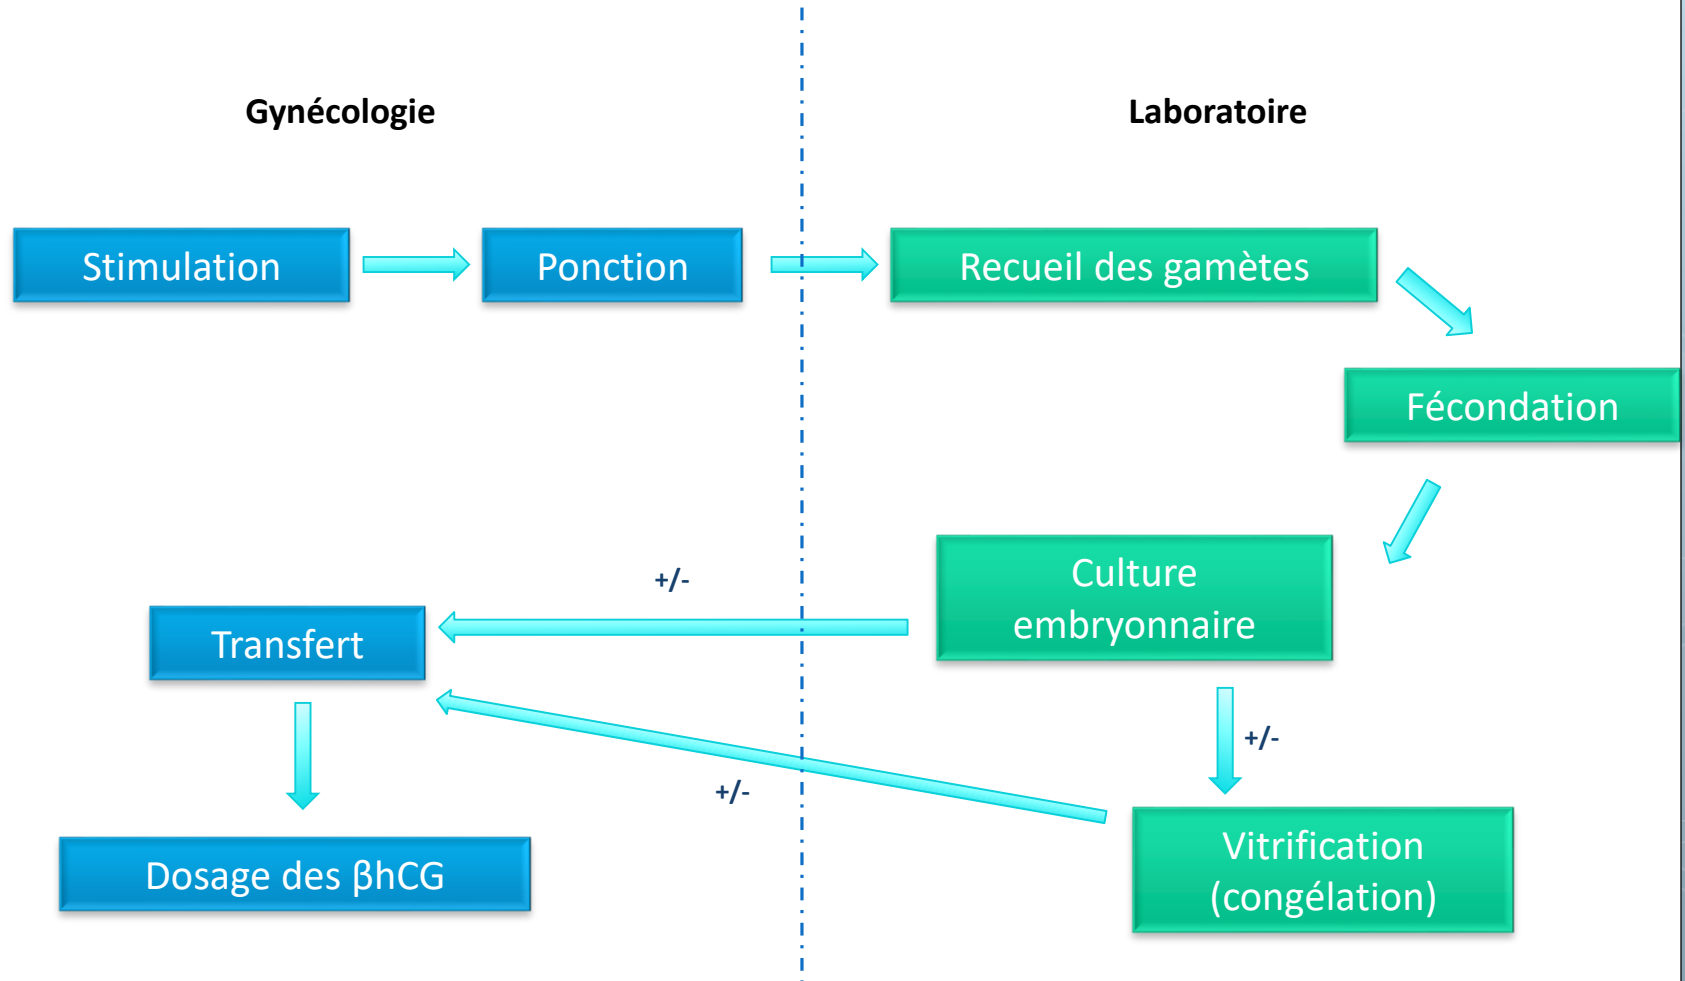 Gynécologie
Laboratoire
Stimulation
Ponction
Recueil des gamètes
Fécondation
Culture
embryonnaire
+/-
Transfert
+/-
+/-
Dosage des βhCG
Vitrification
(congélation)